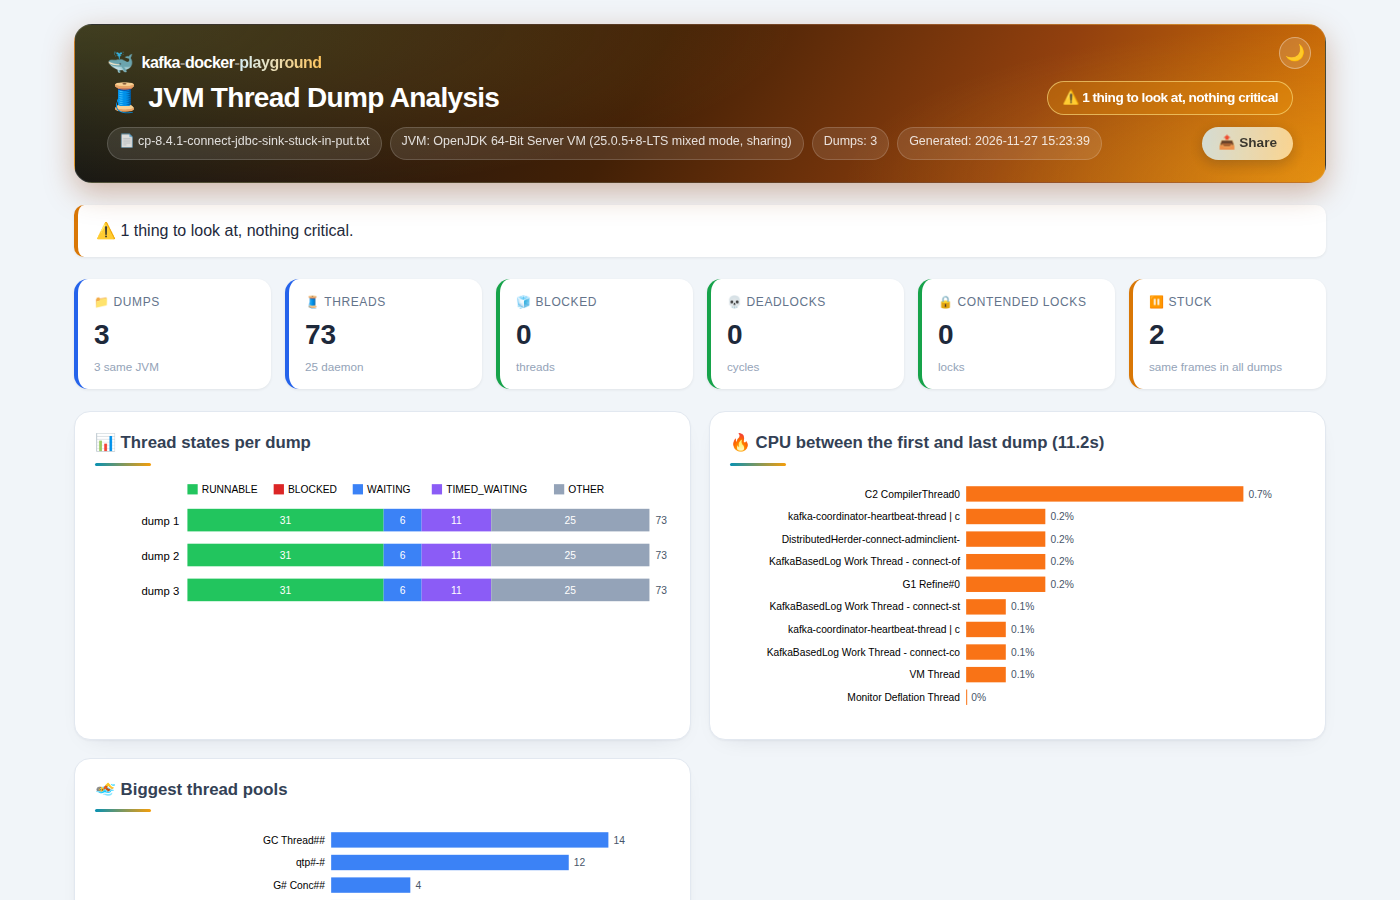 kafka-docker-playground
JVM Thread Dump Analysis
1 thing to look at, nothing critical
cp-8.4.1-connect-jdbc-sink-stuck-in-put.txt
JVM: OpenJDK 64-Bit Server VM (25.0.5+8-LTS mixed mode, sharing)
Dumps: 3
Generated: 2026-11-27 15:23:39
Share
1 thing to look at, nothing critical.
DUMPS
3
3 same JVM
THREADS
73
25 daemon
BLOCKED
0
threads
DEADLOCKS
0
cycles
CONTENDED LOCKS
0
locks
STUCK
2
same frames in all dumps
Thread states per dump
RUNNABLE BLOCKED WAITING TIMED_WAITING OTHER
dump 1 31 6 11 25 73
dump 2 31 6 11 25 73
dump 3 31 6 11 25 73
CPU between the first and last dump (11.2s)
C2 CompilerThread0 0.7%
kafka-coordinator-heartbeat-thread | c 0.2%
DistributedHerder-connect-adminclient- 0.2%
KafkaBasedLog Work Thread - connect-of 0.2%
G1 Refine#0 0.2%
KafkaBasedLog Work Thread - connect-st 0.1%
kafka-coordinator-heartbeat-thread | c 0.1%
KafkaBasedLog Work Thread - connect-co 0.1%
VM Thread 0.1%
Monitor Deflation Thread 0%
Biggest thread pools
GC Thread## 14
qtp#-# 12
G# Conc## 4